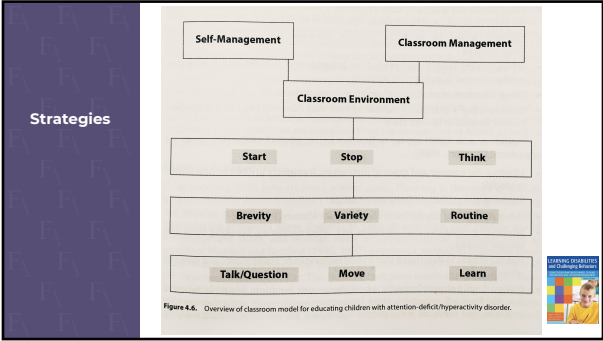 Strategies
Self-Management
Classroom Management
Classroom Environment
Start Stop Think
Brevity Variety Routine
Talk/Question Move Learn
Figure 4.6. Overview of classroom model for educating children with attention-deficit/hyperactivity disorder.
LEARNING DISABILITIES
and Challenging Behaviors